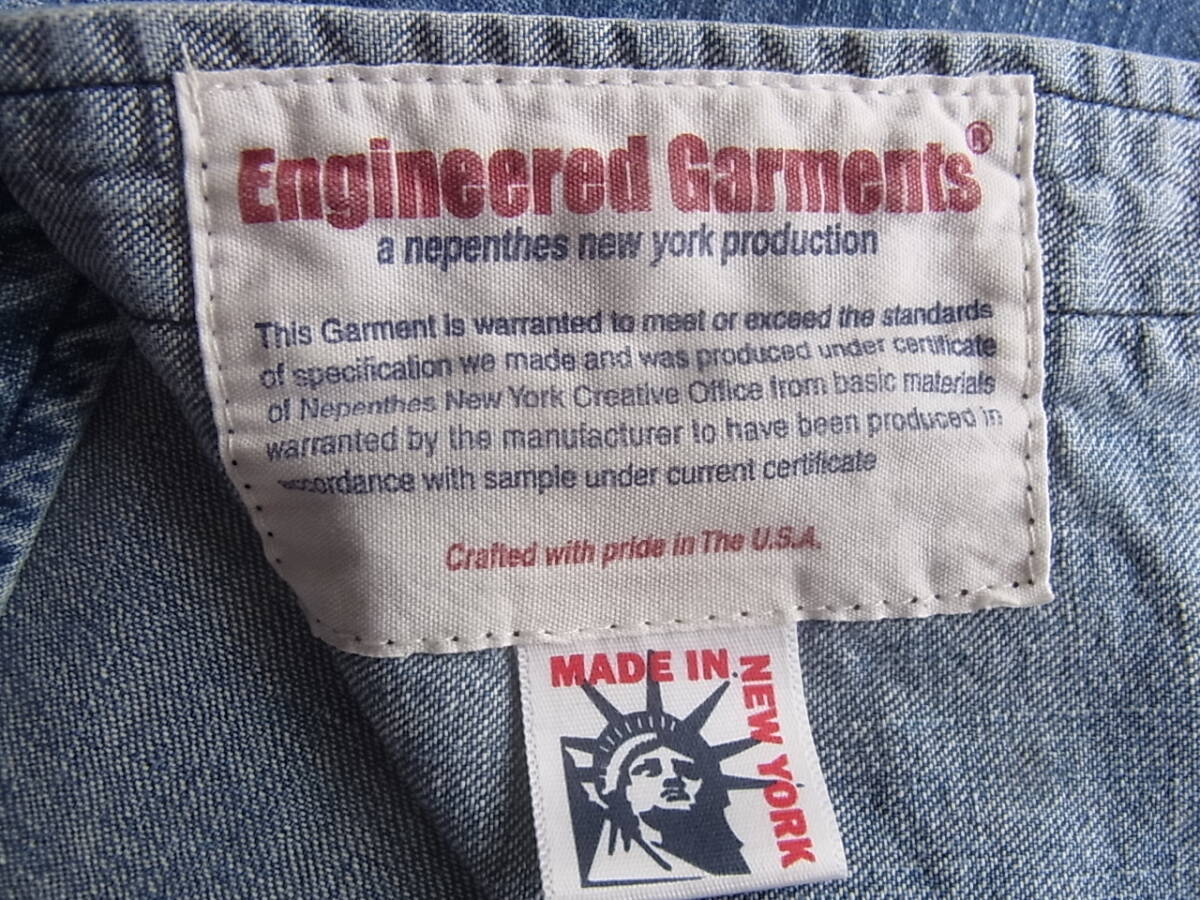 Engineered Garments®
a nepenthes new york production
This Garment is warranted to meet or exceed the standards
of specification we made and was produced under certificate
of Nepenthes New York Creative Office from basic materials
warranted by the manufacturer to have been produced in
accordance with sample under current certificate
Crafted with pride in The U.S.A.
MADE IN
NEW YORK